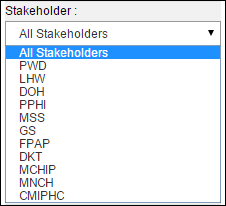 Stakeholder :
All Stakeholders
All Stakeholders
PWD
LHW
DOH
PPHI
MSS
GS
FPAP
DKT
MCHIP
MNCH
CMIPHC